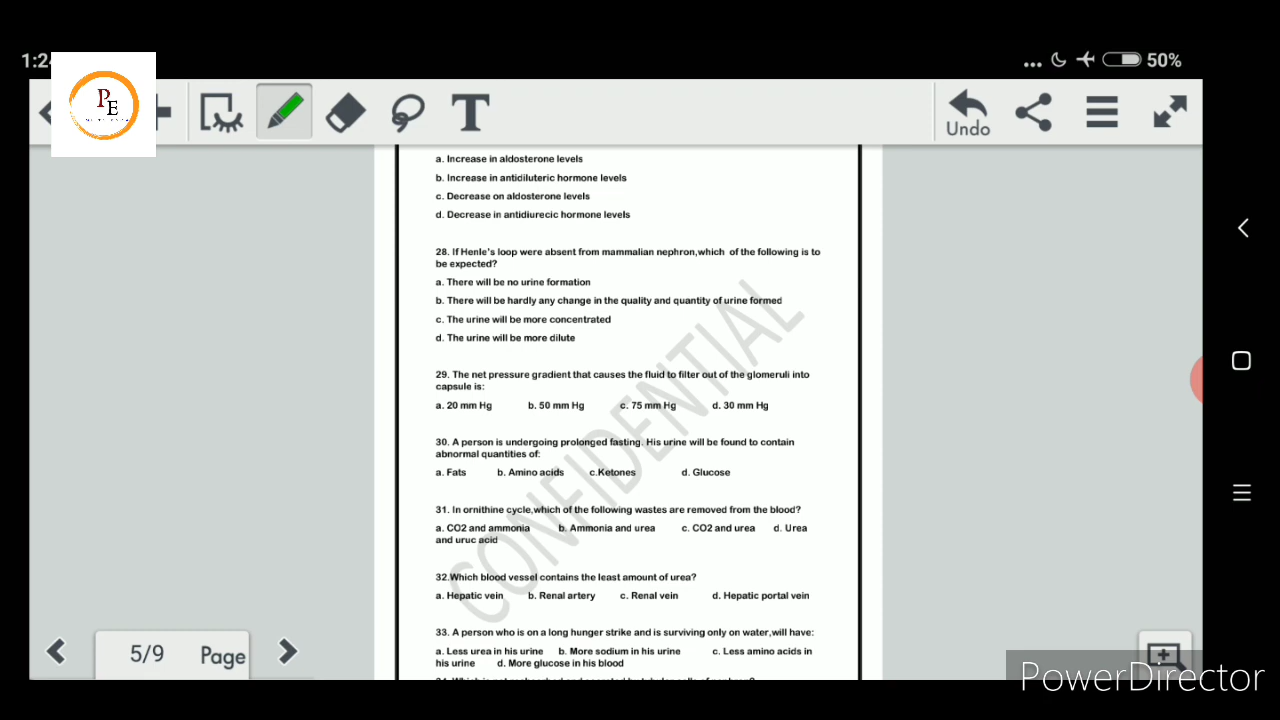 1:2
50%
PE
T
Undo
a. Increase in aldosterone levels
b. Increase in antidiluteric hormone levels
c. Decrease on aldosterone levels
d. Decrease in antidiurecic hormone levels
28. If Henle's loop were absent from mammalian nephron,which of the following is to
be expected?
a. There will be no urine formation
b. There will be hardly any change in the quality and quantity of urine formed
c. The urine will be more concentrated
d. The urine will be more dilute
29. The net pressure gradient that causes the fluid to filter out of the glomeruli into
capsule is:
a. 20 mm Hg b. 50 mm Hg c. 75 mm Hg d. 30 mm Hg
30. A person is undergoing prolonged fasting. His urine will be found to contain
abnormal quantities of:
a. Fats b. Amino acids c.Ketones d. Glucose
31. In ornithine cycle,which of the following wastes are removed from the blood?
a. CO2 and ammonia b. Ammonia and urea c. CO2 and urea d. Urea
and uruc acid
32.Which blood vessel contains the least amount of urea?
a. Hepatic vein b. Renal artery c. Renal vein d. Hepatic portal vein
33. A person who is on a long hunger strike and is surviving only on water,will have:
a. Less urea in his urine b. More sodium in his urine c. Less amino acids in
his urine d. More glucose in his blood
CONFIDENTIAL
5/9 Page
PowerDirector